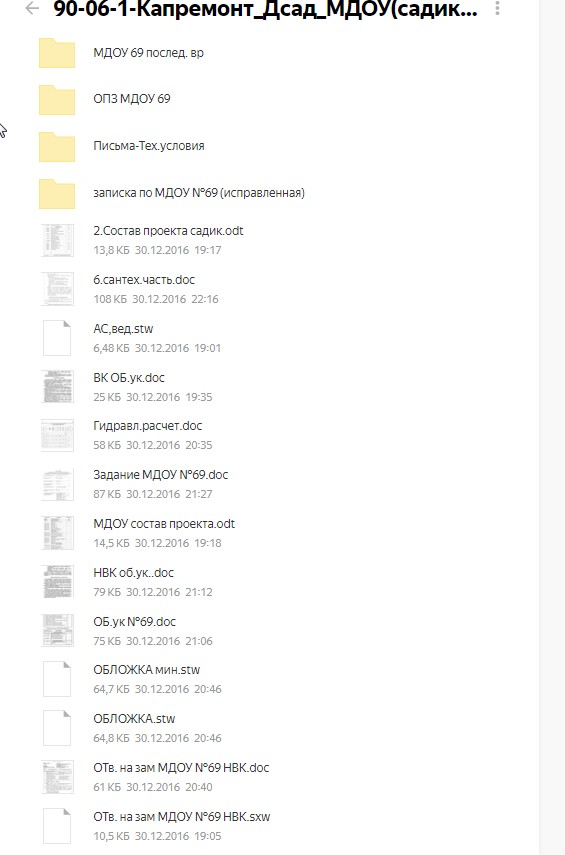 90-06-1-Капремонт_Дсад_МДОУ(садик...
МДОУ 69 послед. вр
ОПЗ МДОУ 69
Письма-Тех.условия
записка по МДОУ №69 (исправленная)
2.Состав проекта садик.odt
13,8 КБ 30.12.2016 19:17
6.сантех.часть.doc
108 КБ 30.12.2016 22:16
АС,вед.stw
6,48 КБ 30.12.2016 19:01
ВК ОБ.ук.doc
25 КБ 30.12.2016 19:35
Гидравл.расчет.doc
58 КБ 30.12.2016 20:35
Задание МДОУ №69.doc
87 КБ 30.12.2016 21:27
МДОУ состав проекта.odt
14,5 КБ 30.12.2016 19:18
НВК об.ук..doc
79 КБ 30.12.2016 21:12
ОБ.ук №69.doc
75 КБ 30.12.2016 21:06
ОБЛОЖКА мин.stw
64,7 КБ 30.12.2016 20:46
ОБЛОЖКА.stw
64,8 КБ 30.12.2016 20:46
ОТв. на зам МДОУ №69 НВК.doc
61 КБ 30.12.2016 20:40
ОТв. на зам МДОУ №69 НВК.sxw
10,5 КБ 30.12.2016 19:05